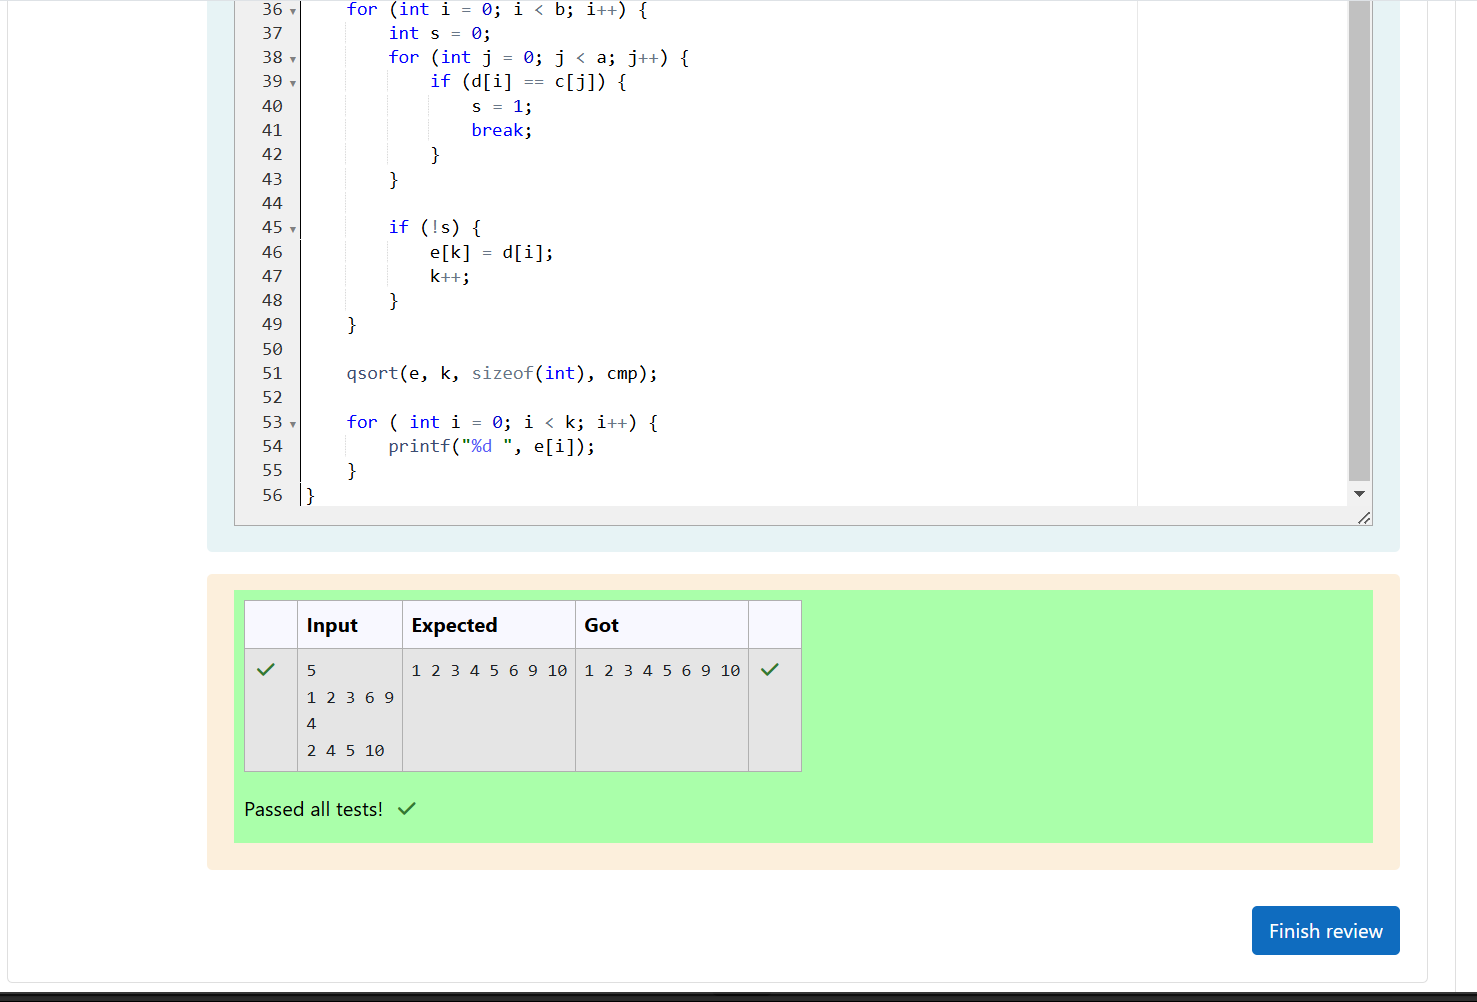 36 for (int i = 0; i < b; i++) {
37 int s = 0;
38 for (int j = 0; j < a; j++) {
39 if (d[i] == c[j]) {
40 s = 1;
41 break;
42 }
43 }
44
45 if (!s) {
46 e[k] = d[i];
47 k++;
48 }
49 }
50
51 qsort(e, k, sizeof(int), cmp);
52
53 for ( int i = 0; i < k; i++) {
54 printf("%d ", e[i]);
55 }
56 }
Input Expected Got
5 1 2 3 4 5 6 9 10 1 2 3 4 5 6 9 10
1 2 3 6 9
4
2 4 5 10
Passed all tests!
Finish review